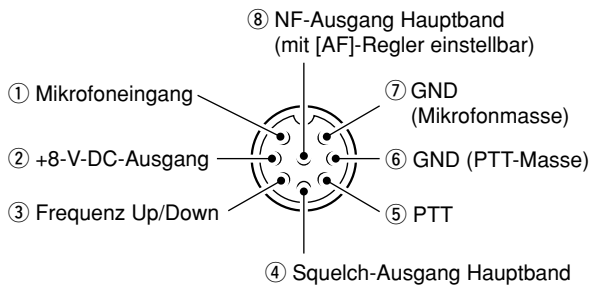 ⑧ NF-Ausgang Hauptband
(mit [AF]-Regler einstellbar)
① Mikrofoneingang
⑦ GND
(Mikrofonmasse)
② +8-V-DC-Ausgang
⑥ GND (PTT-Masse)
③ Frequenz Up/Down
⑤ PTT
④ Squelch-Ausgang Hauptband